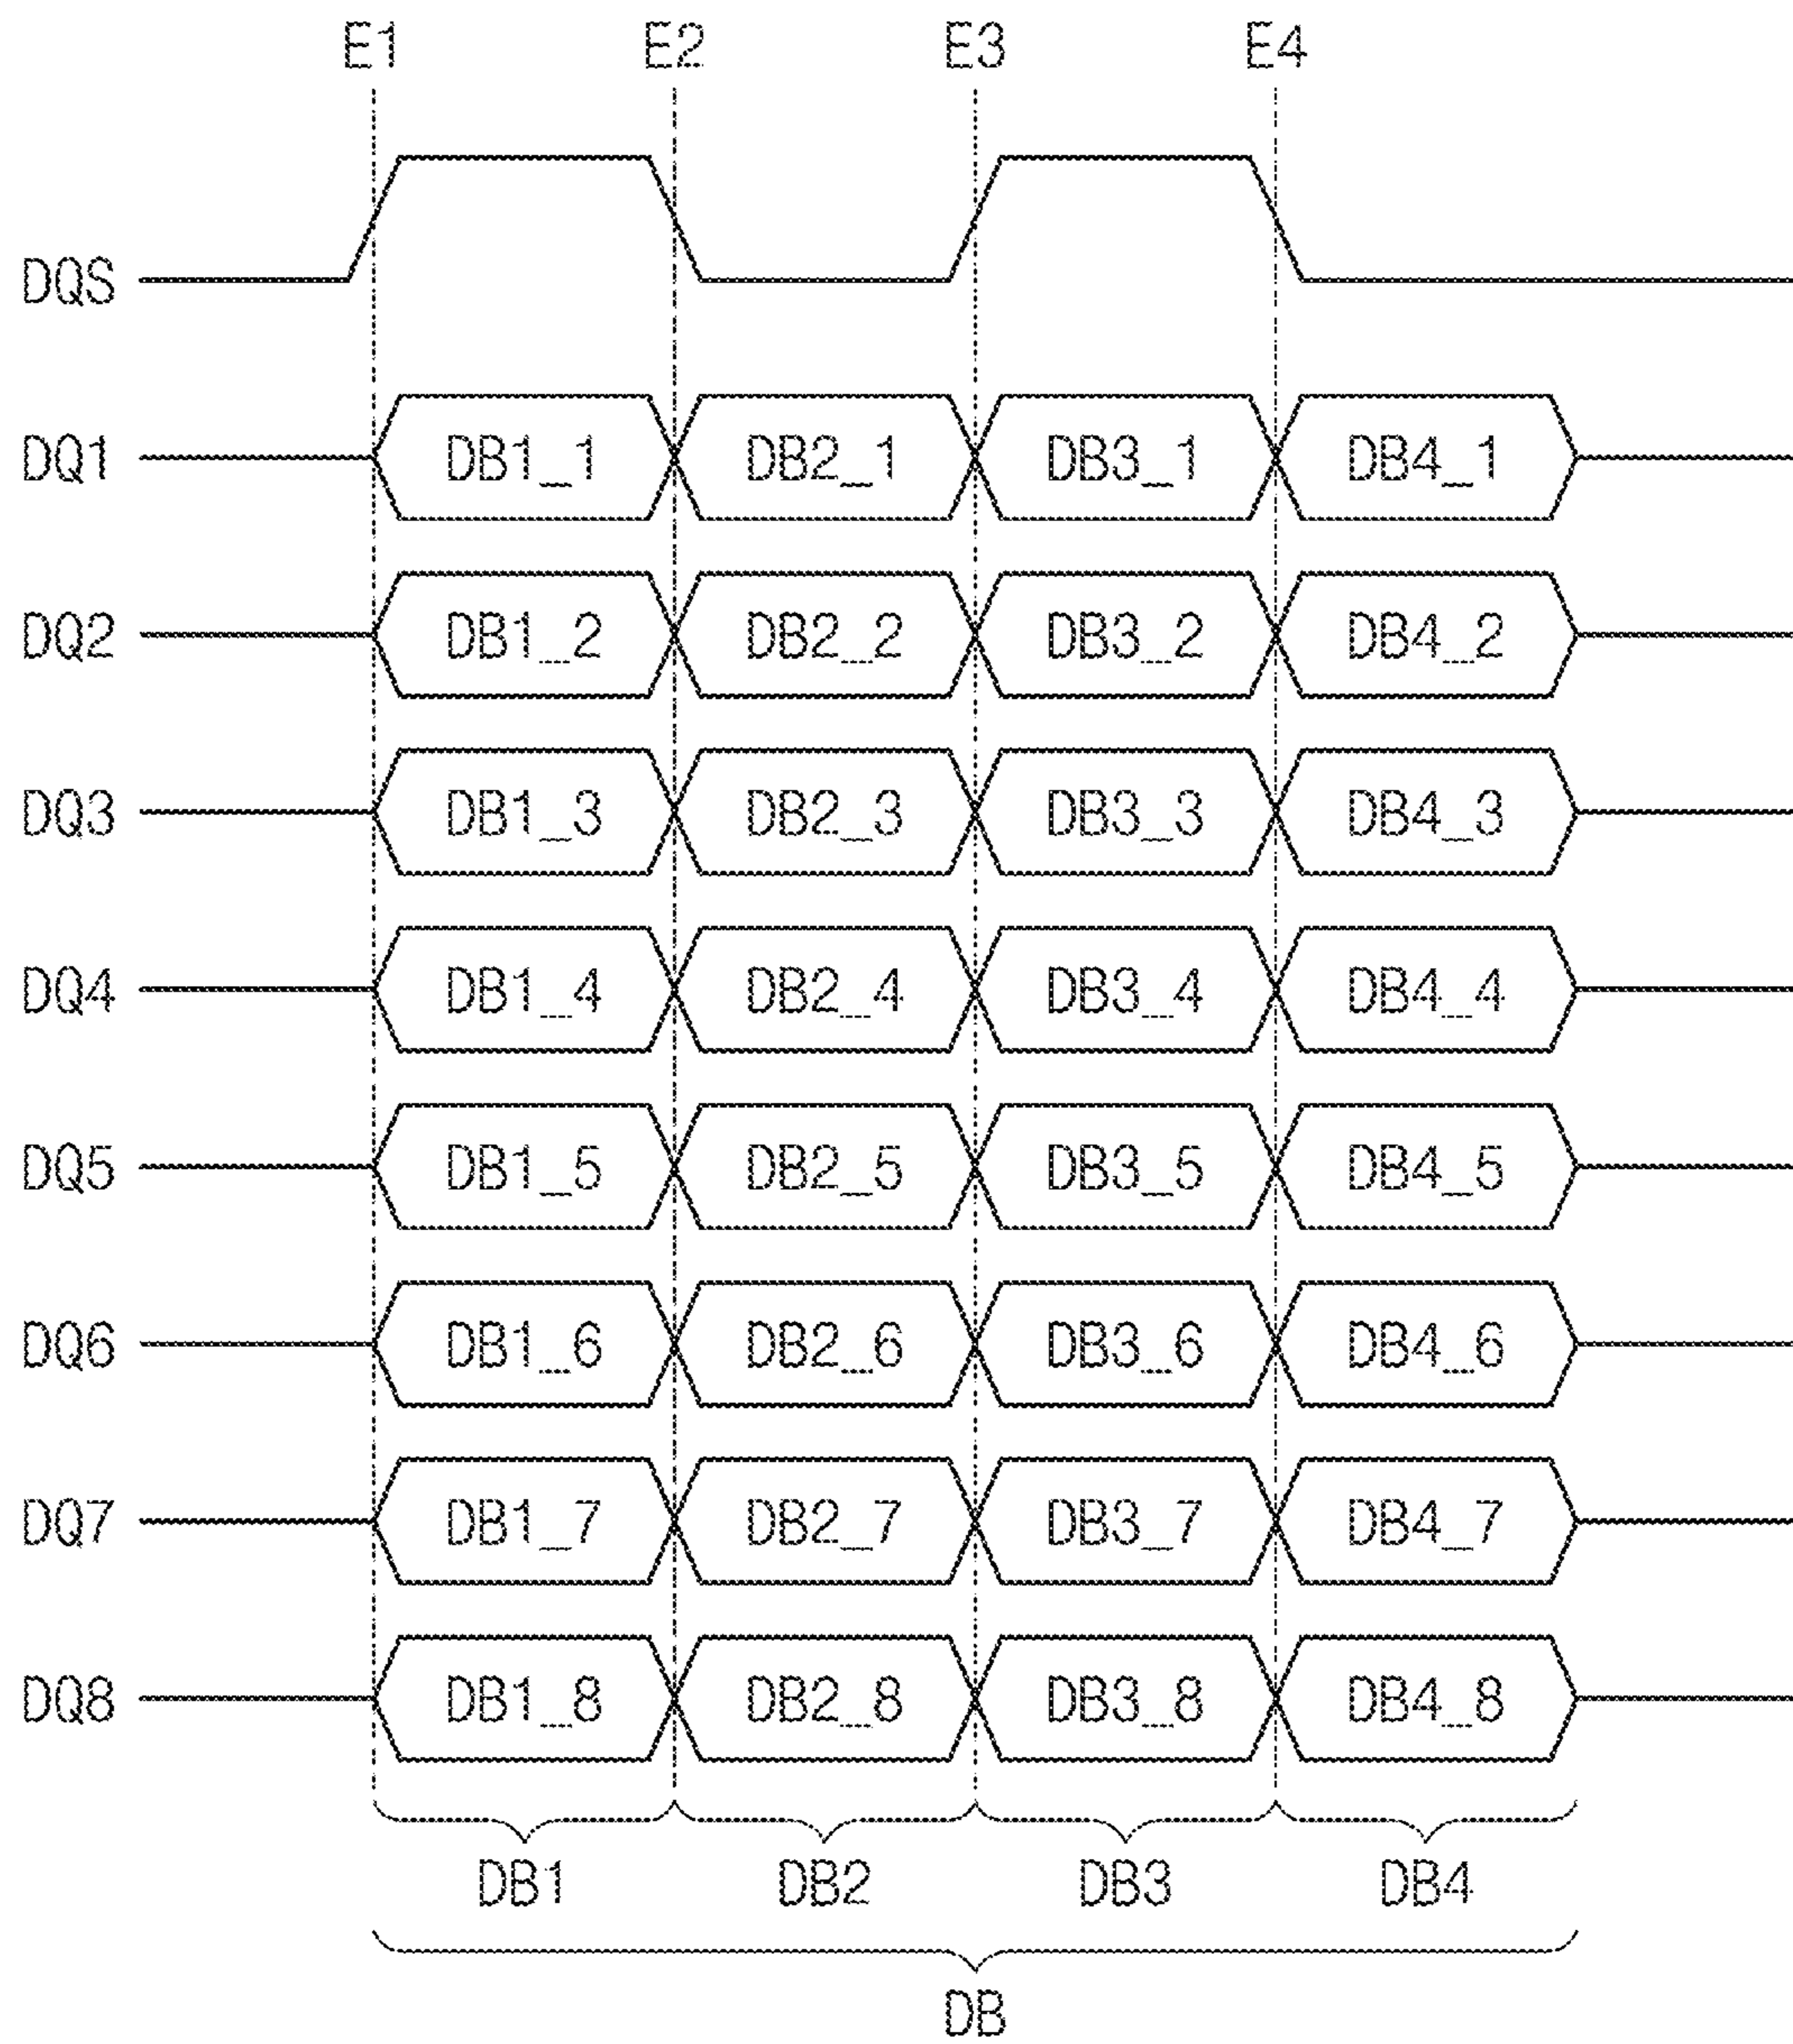 E1 E2 E3 E4
DQS
DQ1 DB1_1 DB2_1 DB3_1 DB4_1
DQ2 DB1_2 DB2_2 DB3_2 DB4_2
DQ3 DB1_3 DB2_3 DB3_3 DB4_3
DQ4 DB1_4 DB2_4 DB3_4 DB4_4
DQ5 DB1_5 DB2_5 DB3_5 DB4_5
DQ6 DB1_6 DB2_6 DB3_6 DB4_6
DQ7 DB1_7 DB2_7 DB3_7 DB4_7
DQ8 DB1_8 DB2_8 DB3_8 DB4_8
DB1 DB2 DB3 DB4
DB